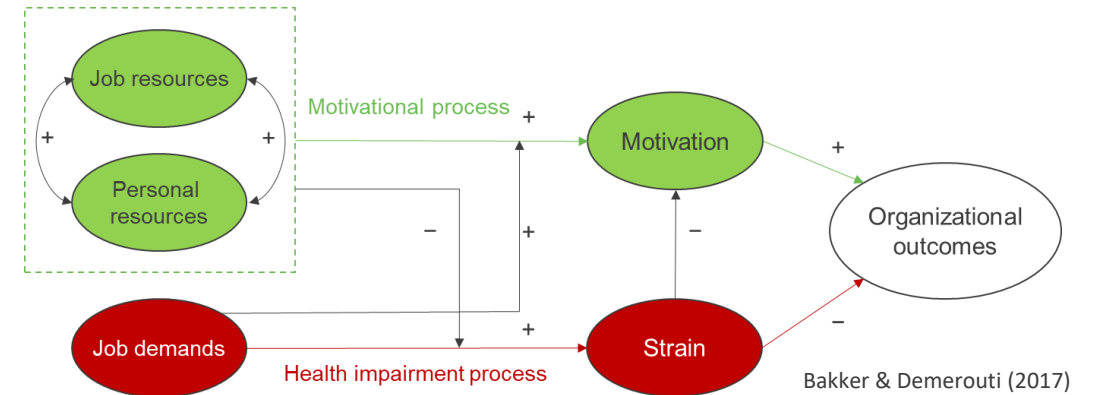 Job resources
Motivational process
+
+
+
Motivation
+
Personal
resources
–
+
–
Organizational
outcomes
Job demands
+
Strain
–
Health impairment process
Bakker & Demerouti (2017)